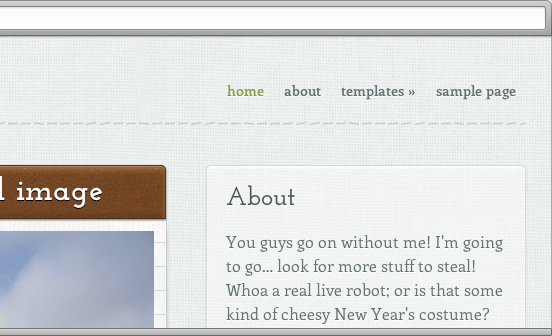 home about templates » sample page
image
About
You guys go on without me! I'm going
to go... look for more stuff to steal!
Whoa a real live robot; or is that some
kind of cheesy New Year's costume?